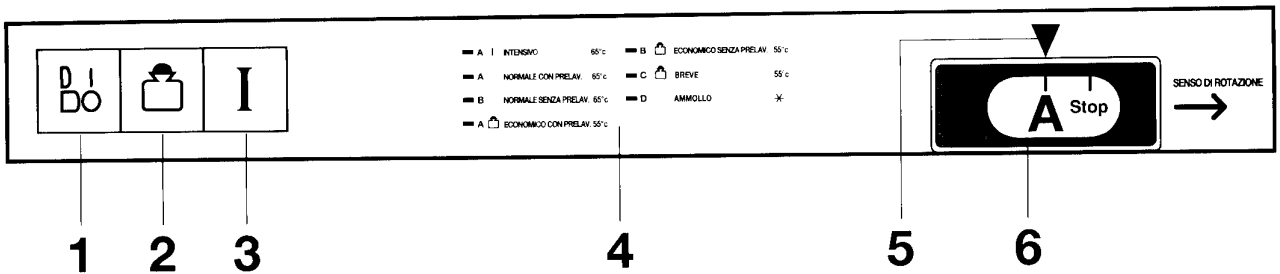 A I INTENSIVO 65°c
A NORMALE CON PRELAV. 65°c
B NORMALE SENZA PRELAV. 65°c
A ECONOMICO CON PRELAV. 55°c
B ECONOMICO SENZA PRELAV. 55°c
C BREVE 55°c
D AMMOLLO
I
A Stop
SENSO DI ROTAZIONE
1 2 3 4 5 6